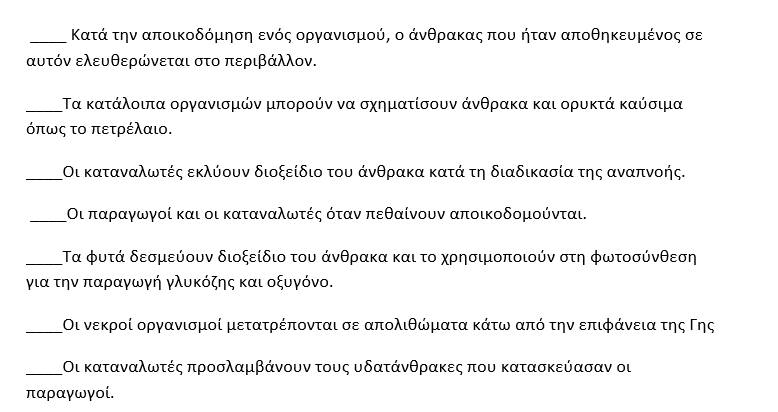 ____ Κατά την αποικοδόμηση ενός οργανισμού, ο άνθρακας που ήταν αποθηκευμένος σε
αυτόν ελευθερώνεται στο περιβάλλον.
____Τα κατάλοιπα οργανισμών μπορούν να σχηματίσουν άνθρακα και ορυκτά καύσιμα
όπως το πετρέλαιο.
____Οι καταναλωτές εκλύουν διοξείδιο του άνθρακα κατά τη διαδικασία της αναπνοής.
____Οι παραγωγοί και οι καταναλωτές όταν πεθαίνουν αποικοδομούνται.
____Τα φυτά δεσμεύουν διοξείδιο του άνθρακα και το χρησιμοποιούν στη φωτοσύνθεση
για την παραγωγή γλυκόζης και οξυγόνο.
____Οι νεκροί οργανισμοί μετατρέπονται σε απολιθώματα κάτω από την επιφάνεια της Γης
____Οι καταναλωτές προσλαμβάνουν τους υδατάνθρακες που κατασκεύασαν οι
παραγωγοί.